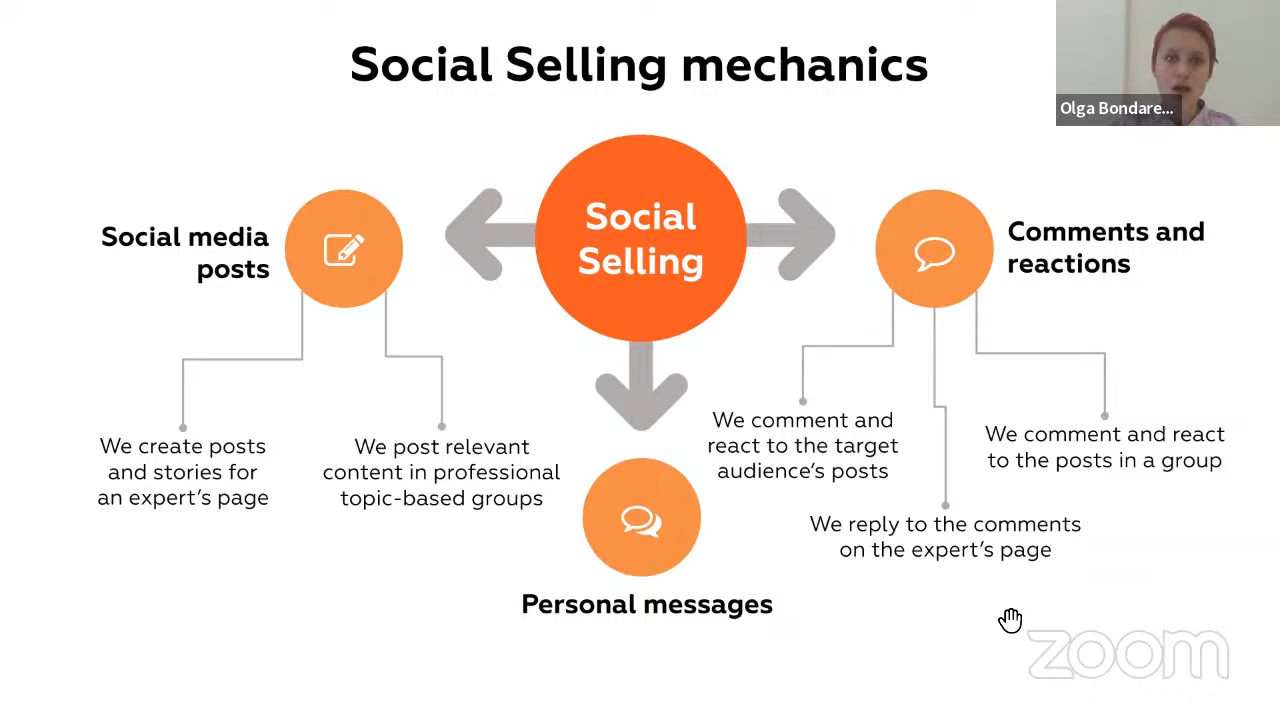 Social Selling mechanics
Olga Bondare...
Social
Selling
Social media
posts
Comments and
reactions
We create posts
and stories for
an expert's page
We post relevant
content in professional
topic-based groups
We comment and
react to the target
audience's posts
We comment and react
to the posts in a group
We reply to the comments
on the expert's page
Personal messages
zoom